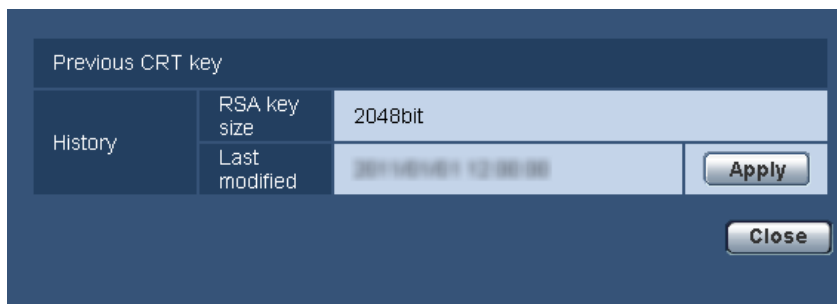 Previous CRT key
History
RSA key
size
2048bit
Last
modified
Apply
Close